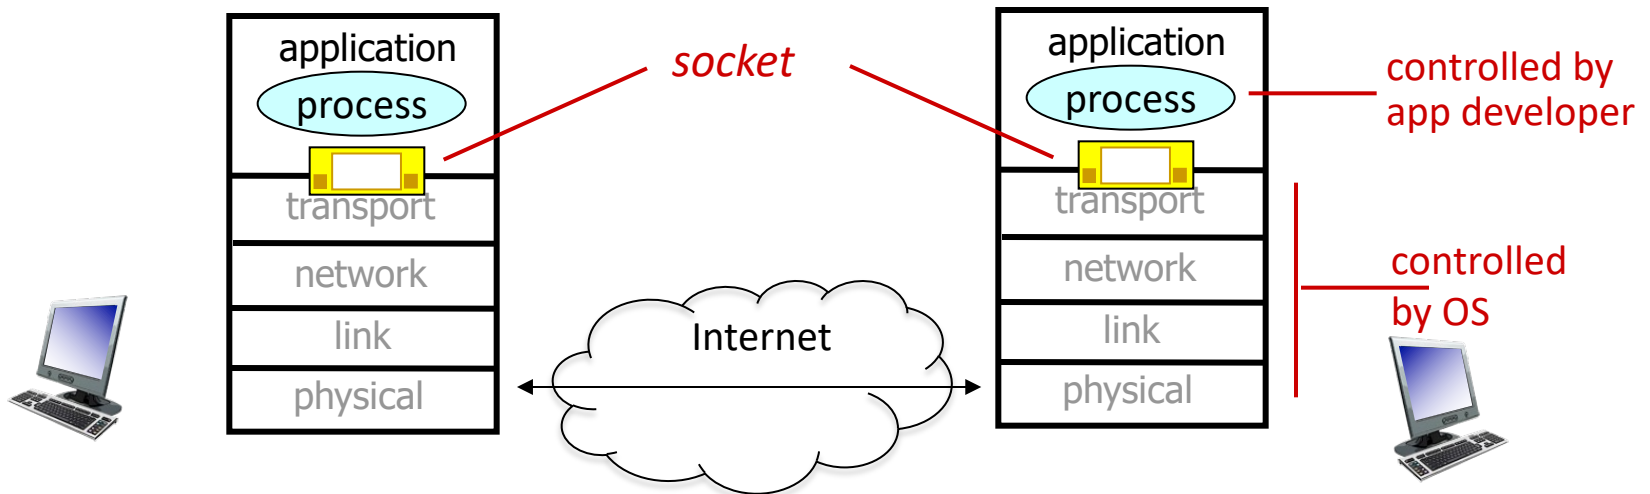 application
process
transport
network
link
physical
socket
Internet
application
process
transport
network
link
physical
controlled by
app developer
controlled
by OS